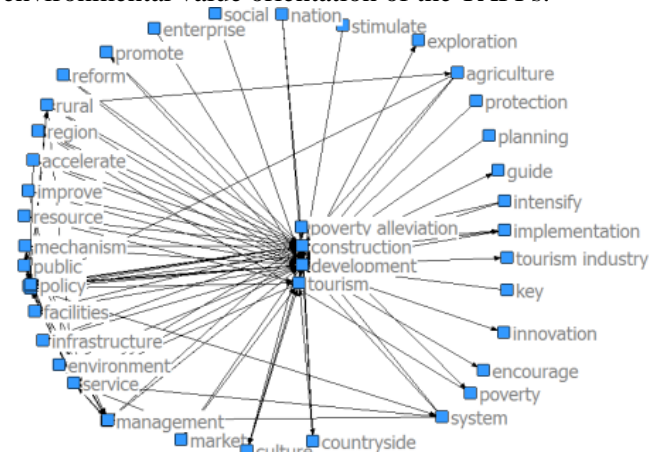 environmental value orientation of the TAPPs.
social
nation
enterprise
stimulate
exploration
promote
reform
agriculture
rural
protection
region
planning
accelerate
guide
improve
intensify
resource
poverty alleviation
implementation
mechanism
construction
public
development
tourism industry
policy
tourism
key
facilities
innovation
infrastructure
environment
encourage
service
poverty
management
system
market
countryside
culture